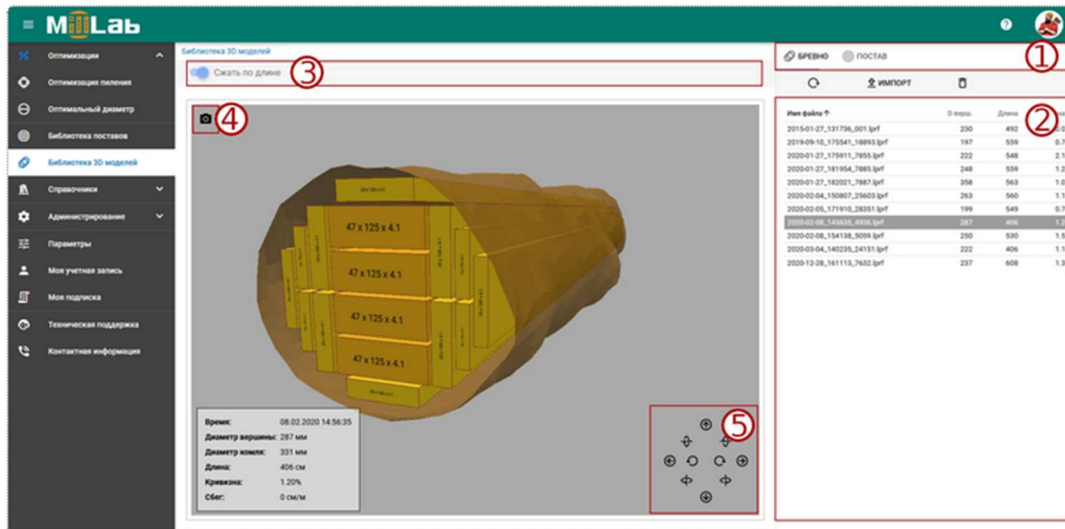 МШLab
Оптимизации
Оптимизация пиления
Оптимальный диаметр
Библиотека поставов
Библиотека 3D моделей
Справочники
Администрирование
Параметры
Моя учетная запись
Моя подписка
Техническая поддержка
Контактная информация
Библиотека 3D моделей
Сжать по длине
3
4
47 x 125 x 4.1
47 x 125 x 4.1
47 x 125 x 4.1
47 x 125 x 4.1
Время: 08.02.2020 14:56:35
Диаметр вершины: 287 мм
Диаметр комля: 331 мм
Длина: 406 см
Кривизна: 1.20%
Сбег: 0 см/м
5
БРЕВНО ПОСТАВ
1
ИМПОРТ
2
Имя файла D верш. Длина
2015-01-27_131736_001.lprf 230 492
2019-09-10_175541_18893.lprf 197 559
2020-01-27_175911_7855.lprf 222 548
2020-01-27_181954_7885.lprf 248 559
2020-01-27_182021_7887.lprf 358 563
2020-02-04_150807_25603.lprf 263 560
2020-02-05_171910_28351.lprf 199 549
2020-02-08_145635_4936.lprf 287 406
2020-02-08_154138_5059.lprf 250 530
2020-03-04_140235_24151.lprf 222 406
2020-12-28_161113_7632.lprf 237 608